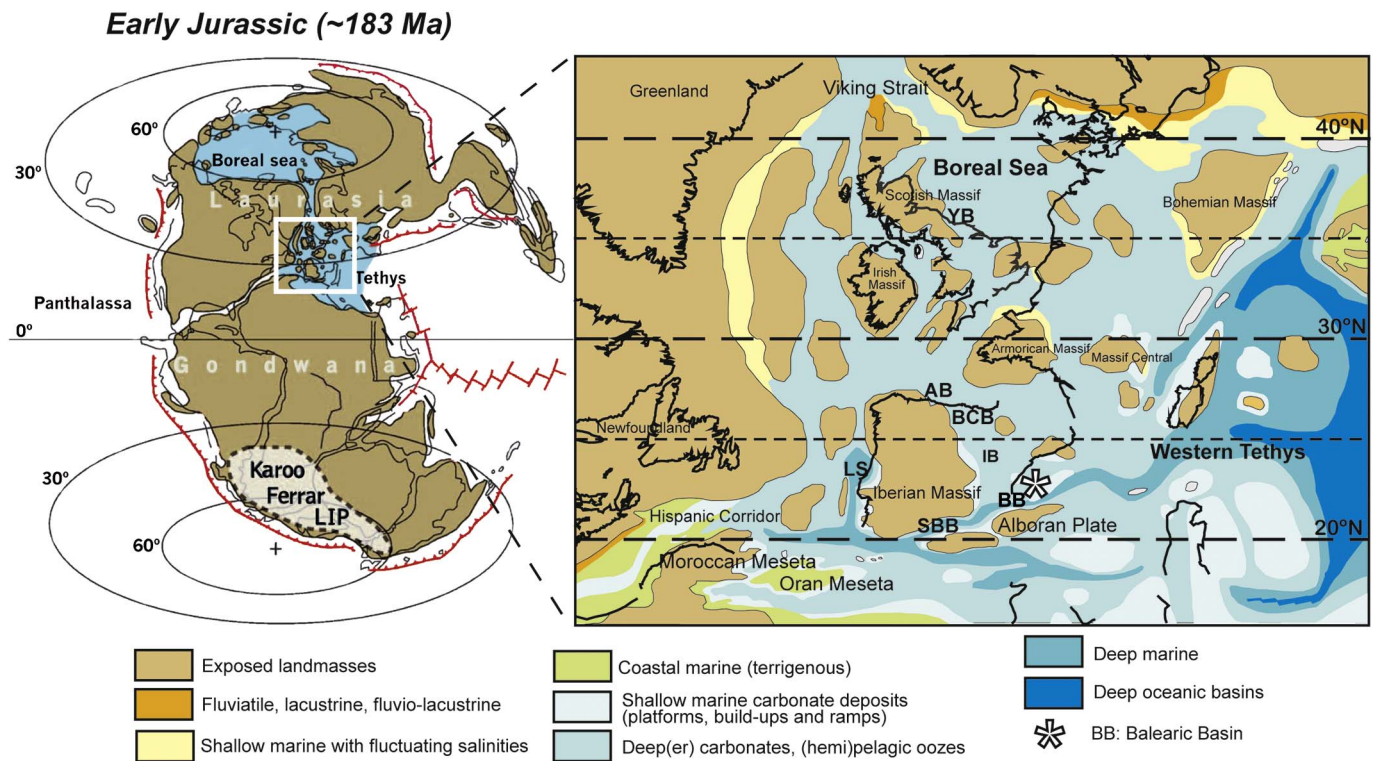 Early Jurassic (~183 Ma)
60º
30º
Boreal sea
Laurasia
Tethys
Panthalassa
0º
Gondwana
30º
Karoo
Ferrar
LIP
60º
Greenland
Viking Strait
40ºN
Boreal Sea
Scotish Massif
Bohemian Massif
YB
Irish
Massif
30ºN
Armorican Massif
Massif Central
AB
BCB
Newfoundland
IB
Western Tethys
LS
Iberian Massif
BB
Hispanic Corridor
SBB
Alboran Plate
20ºN
Moroccan Meseta
Oran Meseta
Exposed landmasses
Fluviatile, lacustrine, fluvio-lacustrine
Shallow marine with fluctuating salinities
Coastal marine (terrigenous)
Shallow marine carbonate deposits
(platforms, build-ups and ramps)
Deep(er) carbonates, (hemi)pelagic oozes
Deep marine
Deep oceanic basins
BB: Balearic Basin